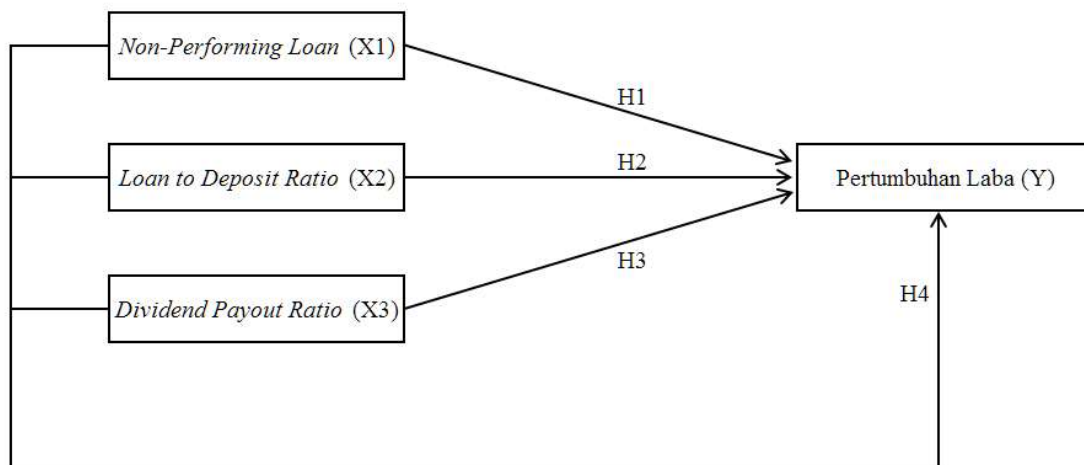 Non-Performing Loan (X1)
H1
Loan to Deposit Ratio (X2)
H2
Pertumbuhan Laba (Y)
H3
Dividend Payout Ratio (X3)
H4